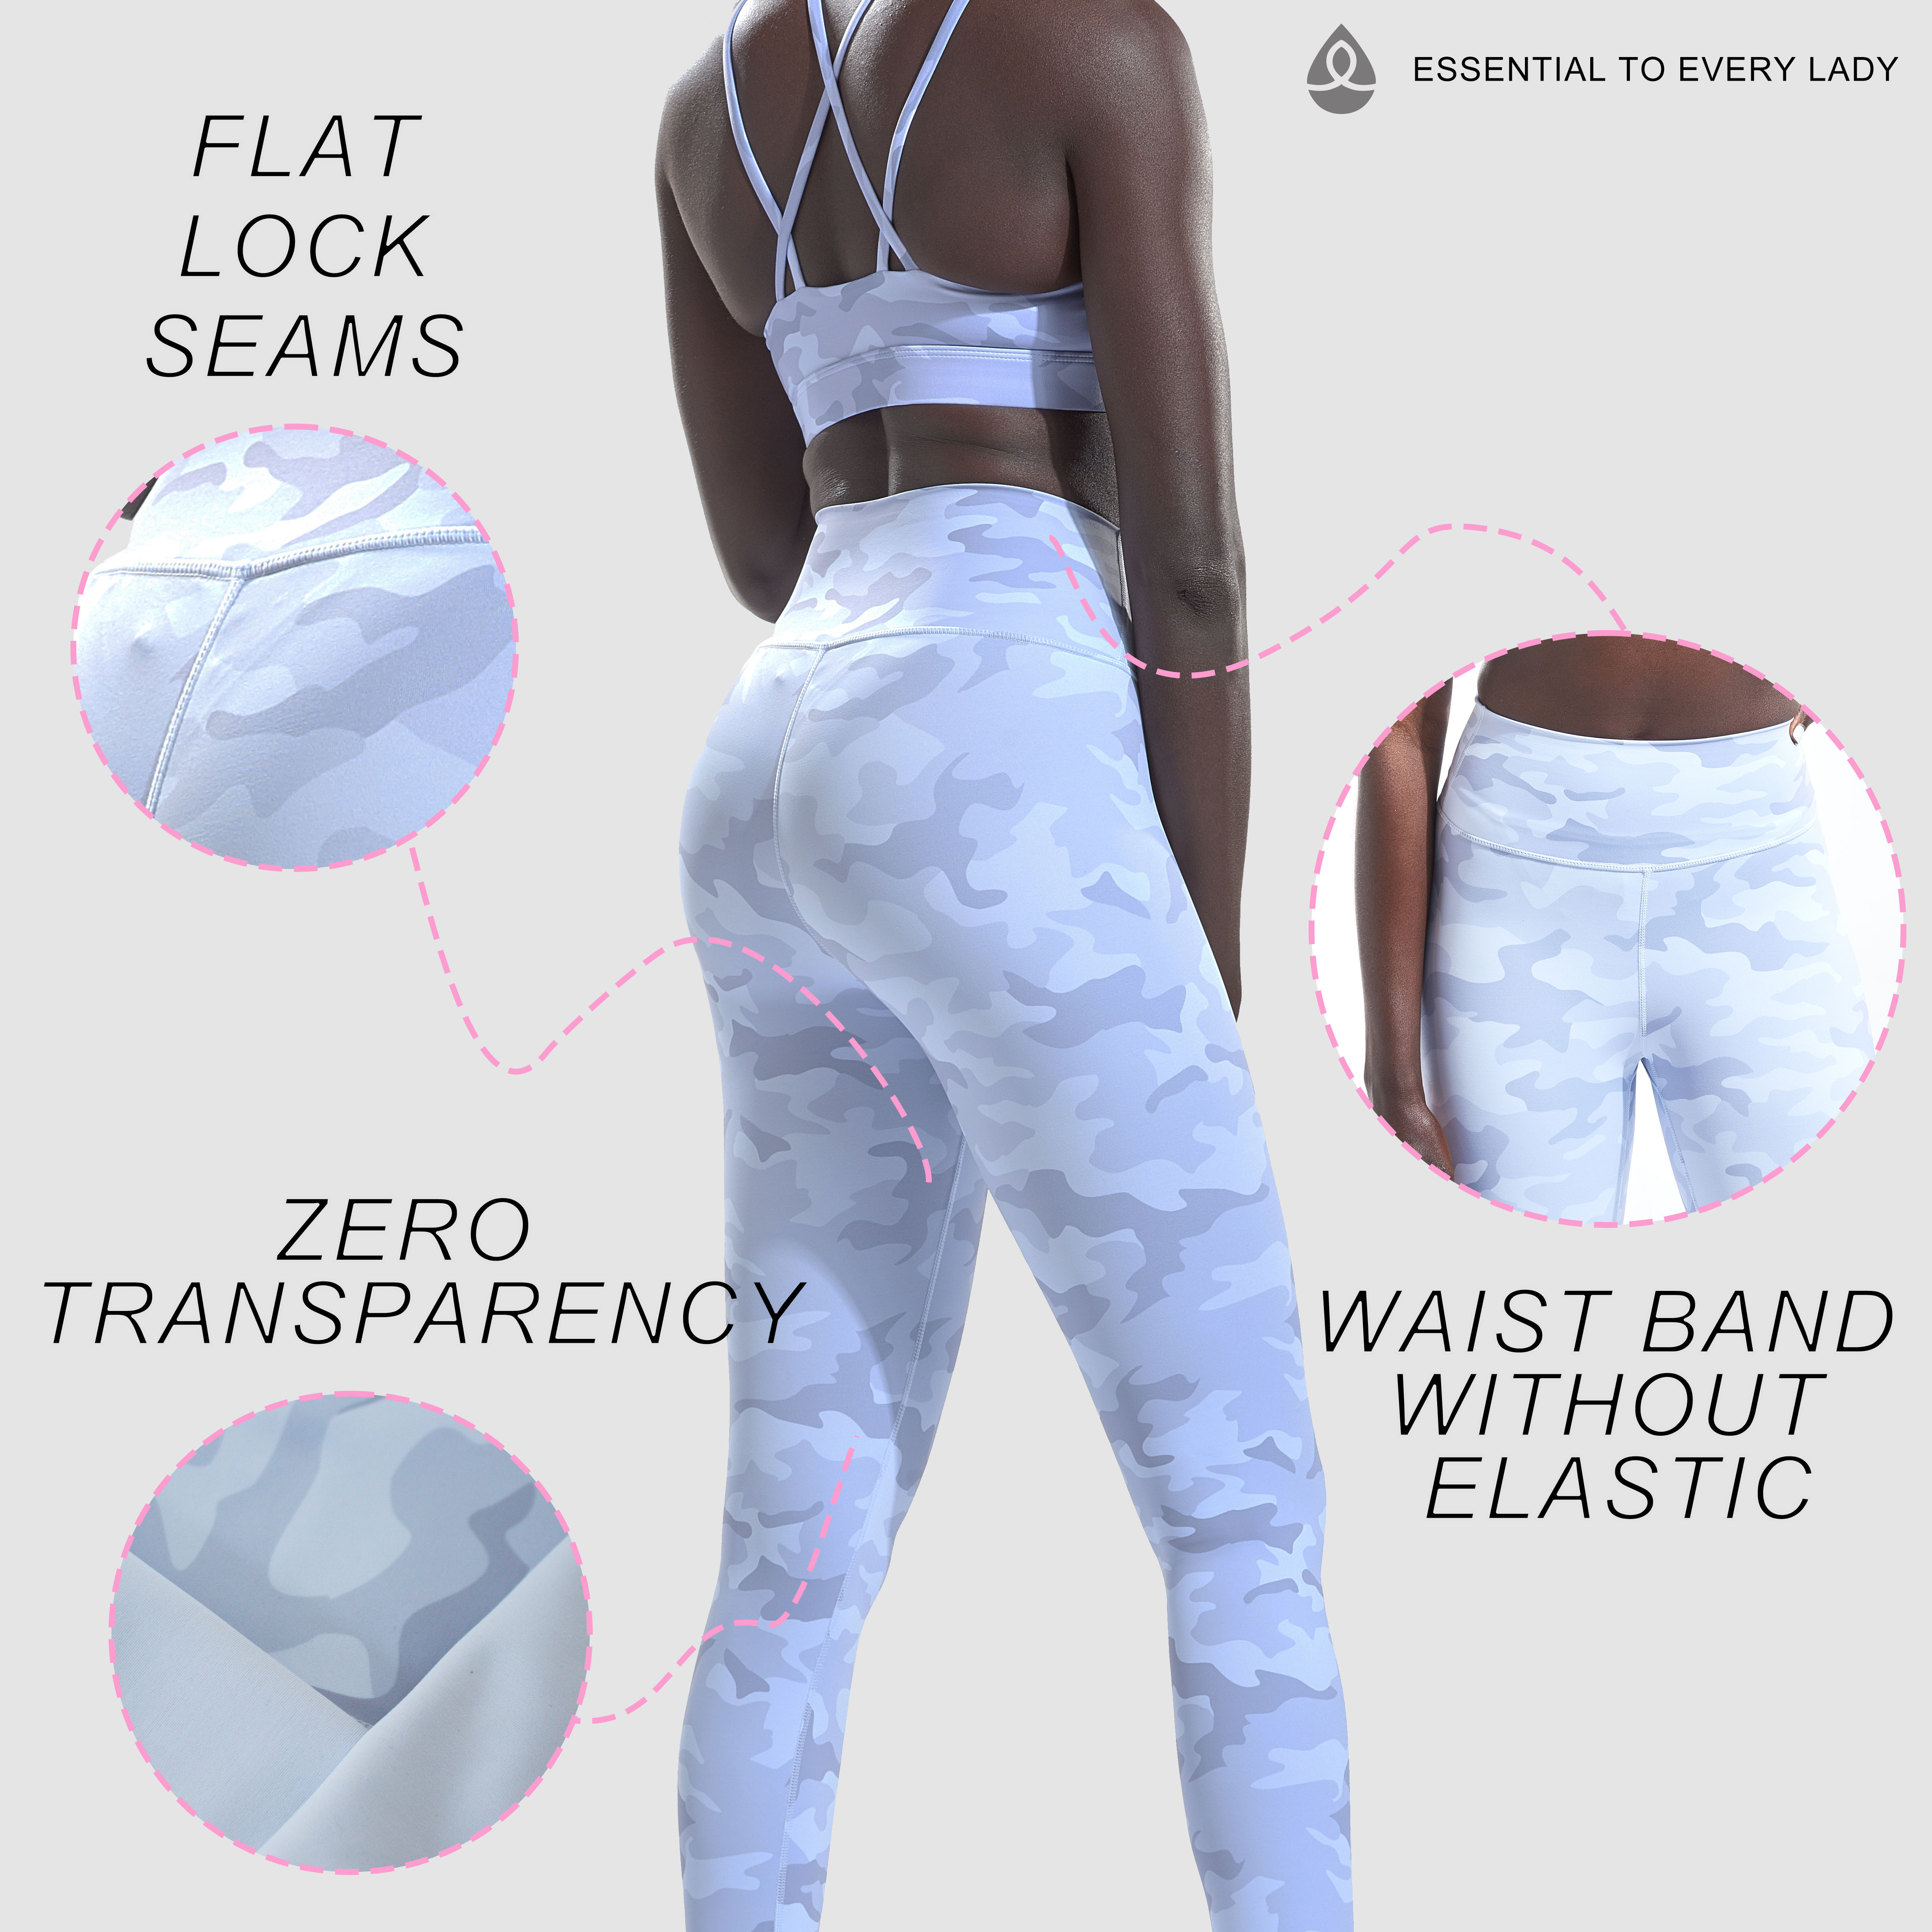 ESSENTIAL TO EVERY LADY
FLAT
LOCK
SEAMS
ZERO
TRANSPARENCY
WAIST BAND
WITHOUT
ELASTIC